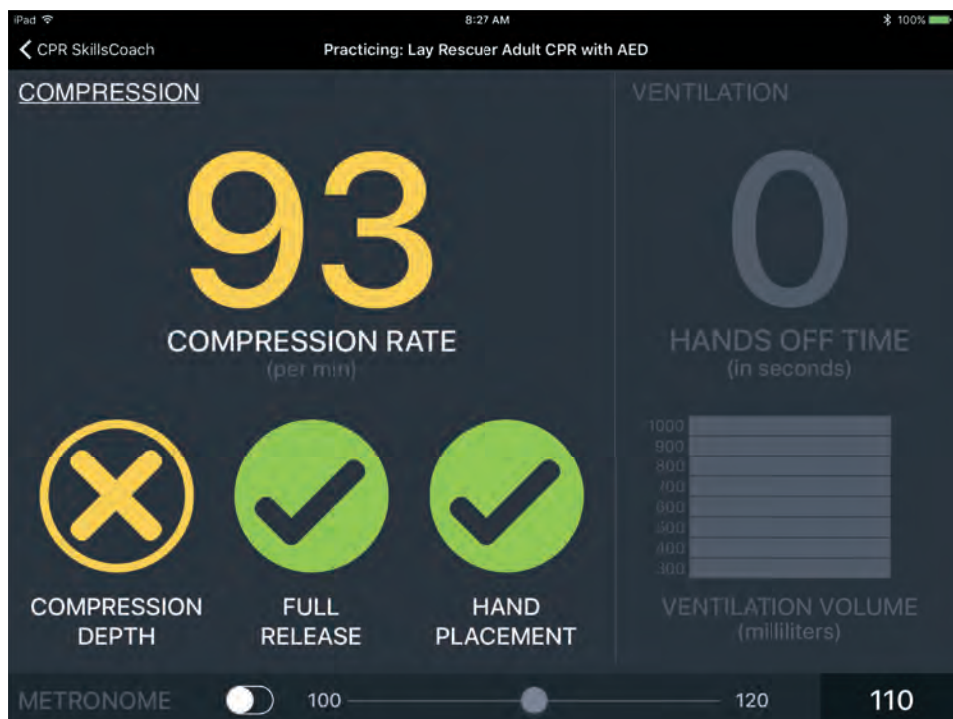 iPad
8:27 AM
100%
CPR SkillsCoach
Practicing: Lay Rescuer Adult CPR with AED
COMPRESSION
93
COMPRESSION RATE
(per min)
COMPRESSION
DEPTH
FULL
RELEASE
HAND
PLACEMENT
VENTILATION
0
HANDS OFF TIME
(in seconds)
1000
900
800
700
600
500
400
300
VENTILATION VOLUME
(milliliters)
METRONOME
100
120
110